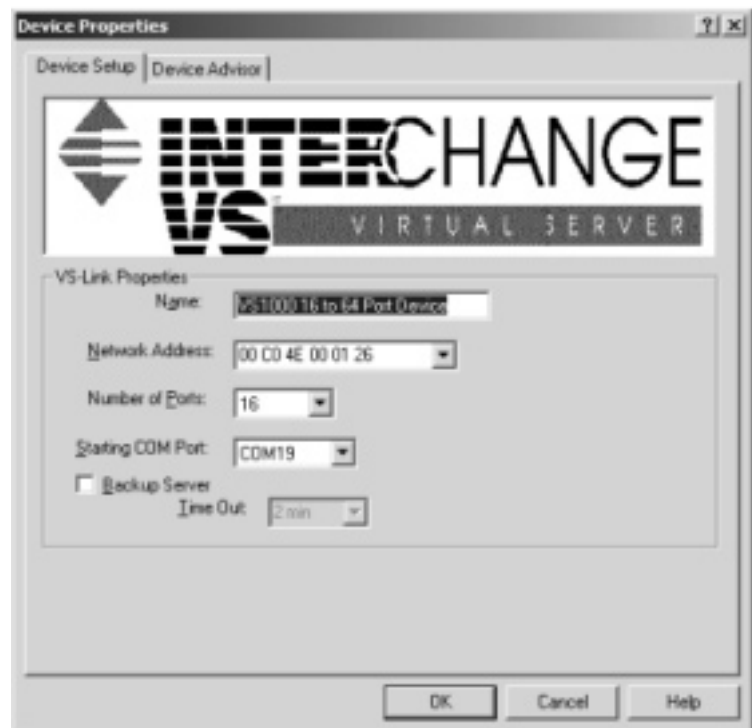 Device Properties
Device Setup
Device Advisor
INTERCHANGE
VS
VIRTUAL SERVER
VS-Link Properties
Name: VS1000 16 to 64 Port Device
Network Address: 00 C0 4E 00 01 26
Number of Ports: 16
Starting COM Port: COM19
Backup Server
Time Out: 2 min
OK
Cancel
Help